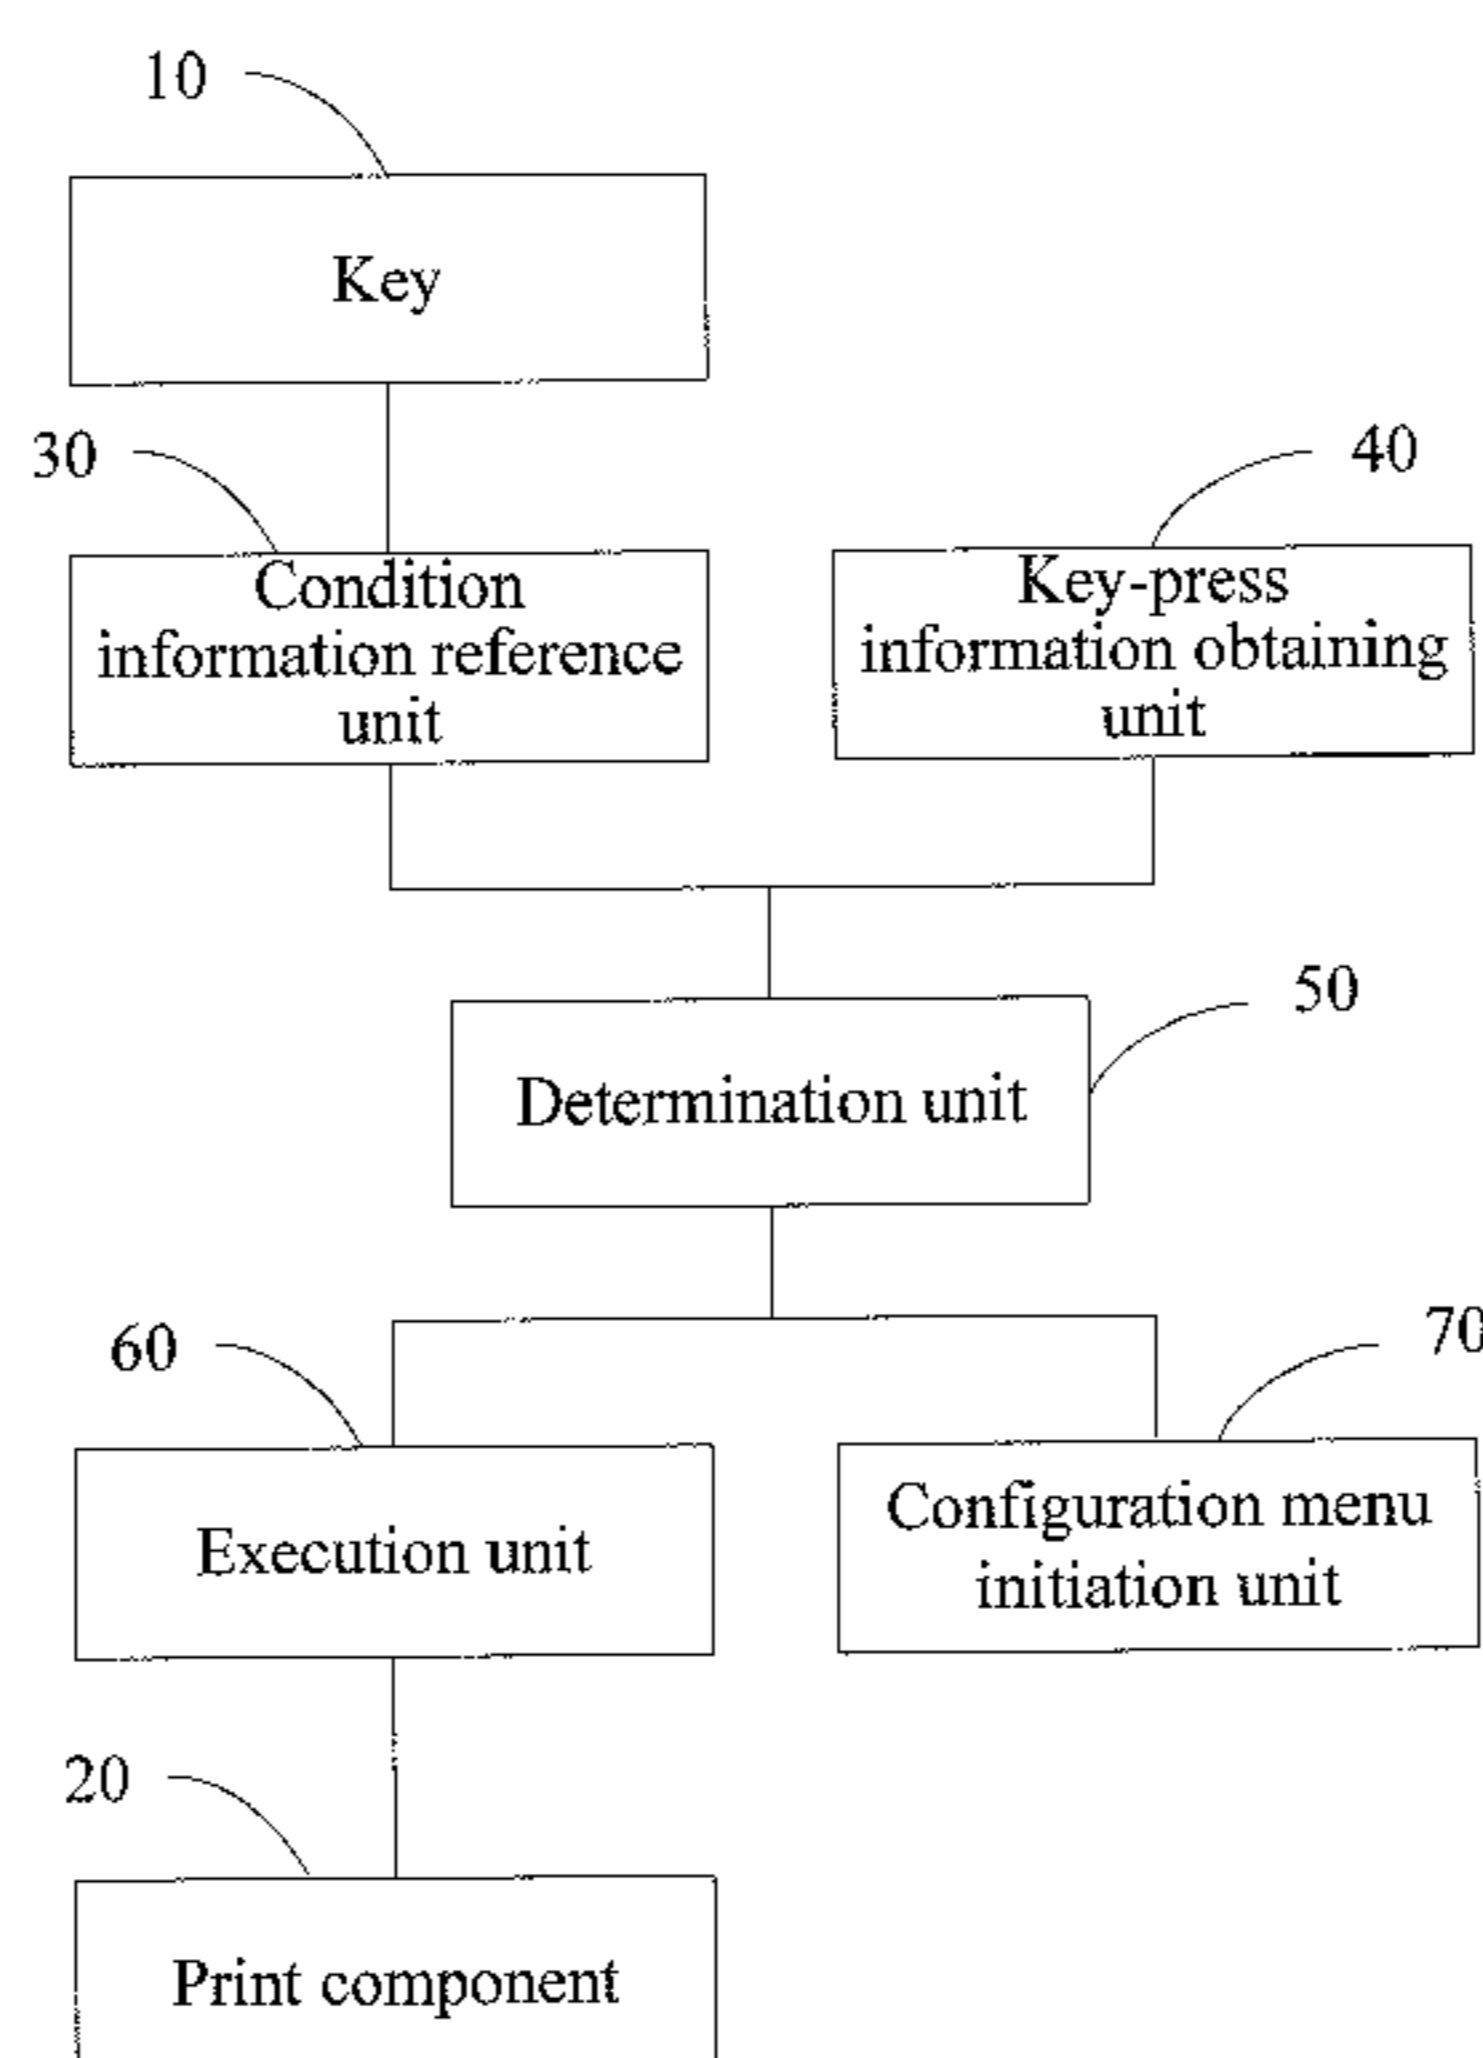 10
Key
30
40
Condition
information reference
unit
Key-press
information obtaining
unit
50
Determination unit
60
70
Execution unit
Configuration menu
initiation unit
20
Print component